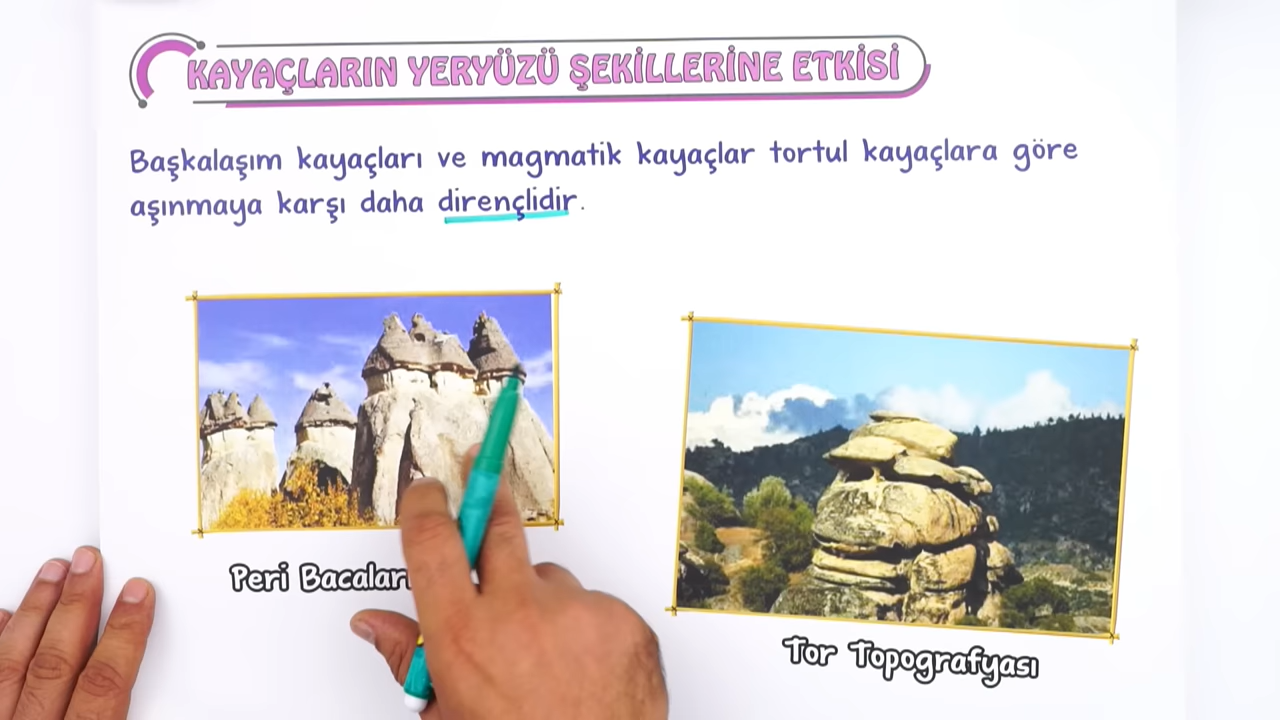 KAYAÇLARIN YERYÜZÜ ŞEKİLLERİNE ETKİSİ
Başkalaşım kayaçları ve magmatik kayaçlar tortul kayaçlara göre
aşınmaya karşı daha dirençlidir.
Peri Bacaları
Tor Topografyası